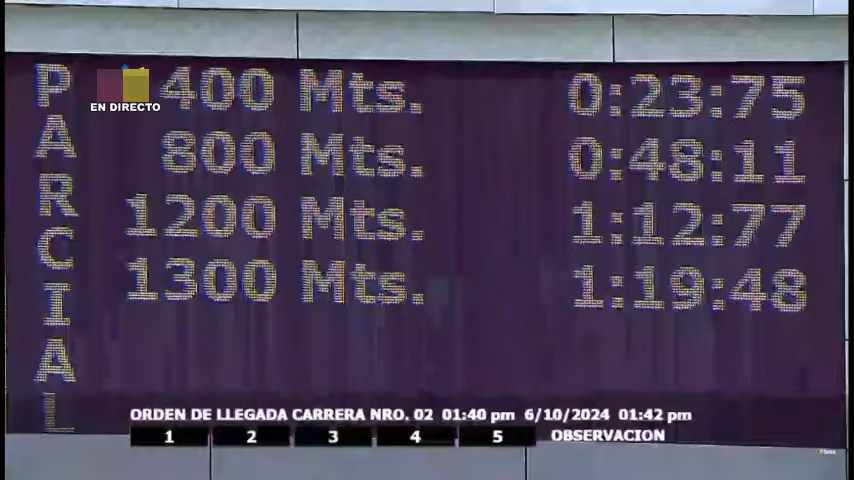 PARCIAL
400 Mts. 0:23:75
EN DIRECTO
800 Mts. 0:48:11
1200 Mts. 1:12:77
1300 Mts. 1:19:48
ORDEN DE LLEGADA CARRERA NRO. 02 01:40 pm 6/10/2024 01:42 pm
1 2 3 4 5 OBSERVACION